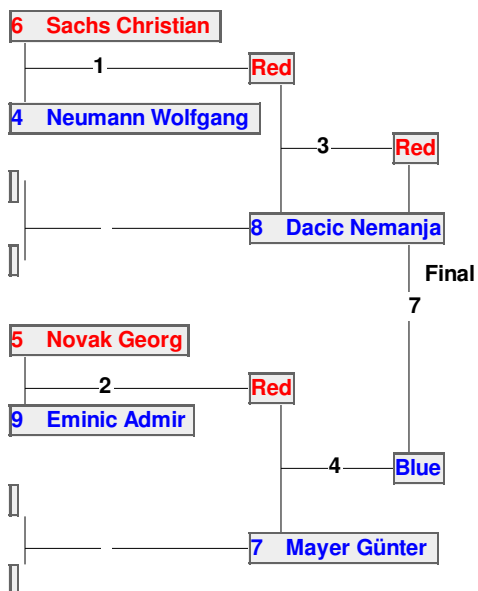 6 Sachs Christian
1 Red
4 Neumann Wolfgang
3 Red
8 Dacic Nemanja
Final
7
5 Novak Georg
2 Red
9 Eminic Admir
4 Blue
7 Mayer Günter